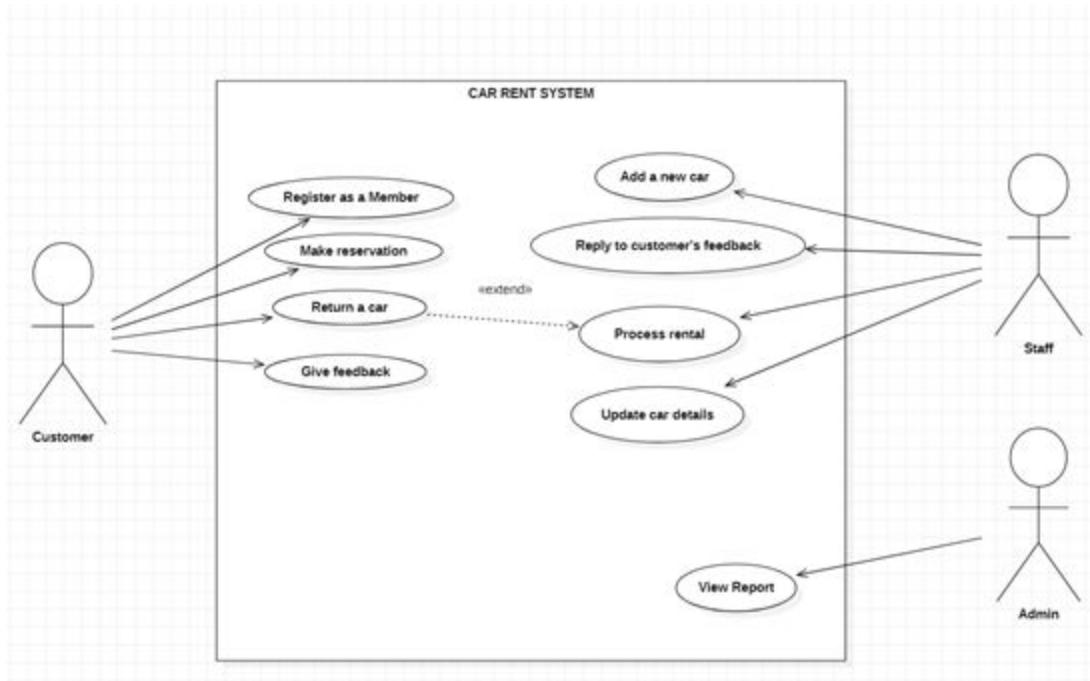 CAR RENT SYSTEM
Register as a Member
Make reservation
Return a car
Give feedback
«extend»
Add a new car
Reply to customer's feedback
Process rental
Update car details
View Report
Customer
Staff
Admin